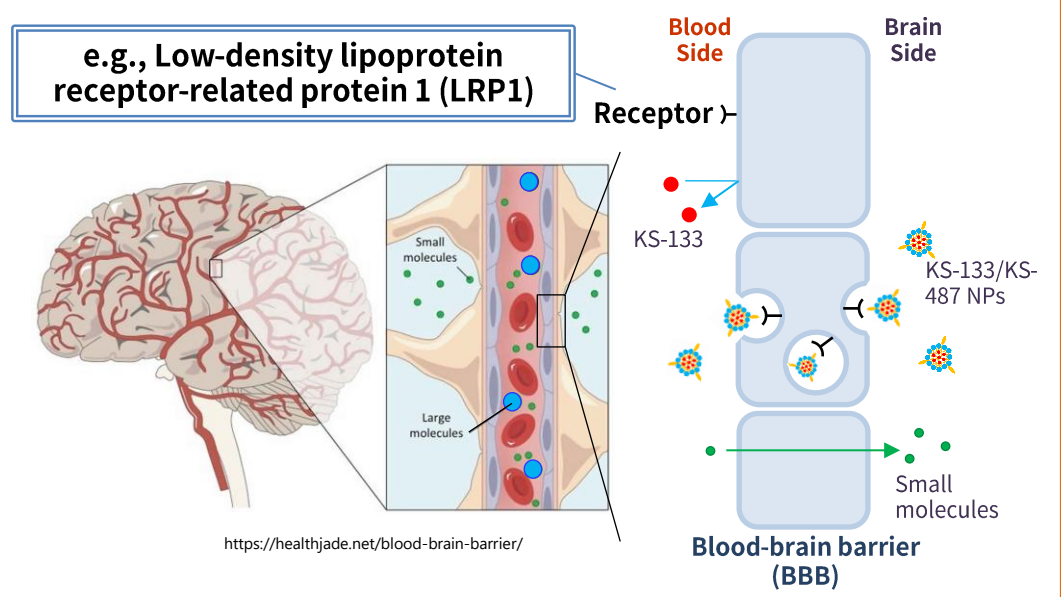 e.g., Low-density lipoprotein
receptor-related protein 1 (LRP1)
Blood
Side
Brain
Side
Receptor
KS-133
KS-133/KS-
487 NPs
Small
molecules
Large
molecules
Small
molecules
https://healthjade.net/blood-brain-barrier/
Blood-brain barrier
(BBB)